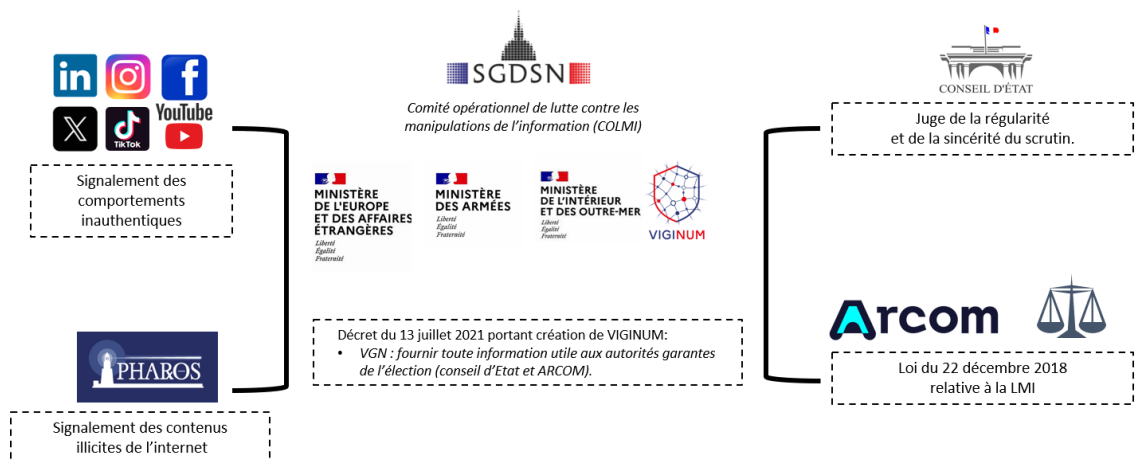 in
f
YouTube
X
TikTok
Signalement des
comportements
inauthentiques
PHAROS
Signalement des contenus
illicites de l’internet
SGDSN
Comité opérationnel de lutte contre les
manipulations de l’information (COLMI)
MINISTÈRE
DE L'EUROPE
ET DES AFFAIRES
ÉTRANGÈRES
Liberté
Égalité
Fraternité
MINISTÈRE
DES ARMÉES
Liberté
Égalité
Fraternité
MINISTÈRE
DE L'INTÉRIEUR
ET DES OUTRE-MER
Liberté
Égalité
Fraternité
VIGINUM
Décret du 13 juillet 2021 portant création de VIGINUM:
• VGN : fournir toute information utile aux autorités garantes
de l’élection (conseil d’Etat et ARCOM).
CONSEIL D'ÉTAT
Juge de la régularité
et de la sincérité du scrutin.
Arcom
Loi du 22 décembre 2018
relative à la LMI